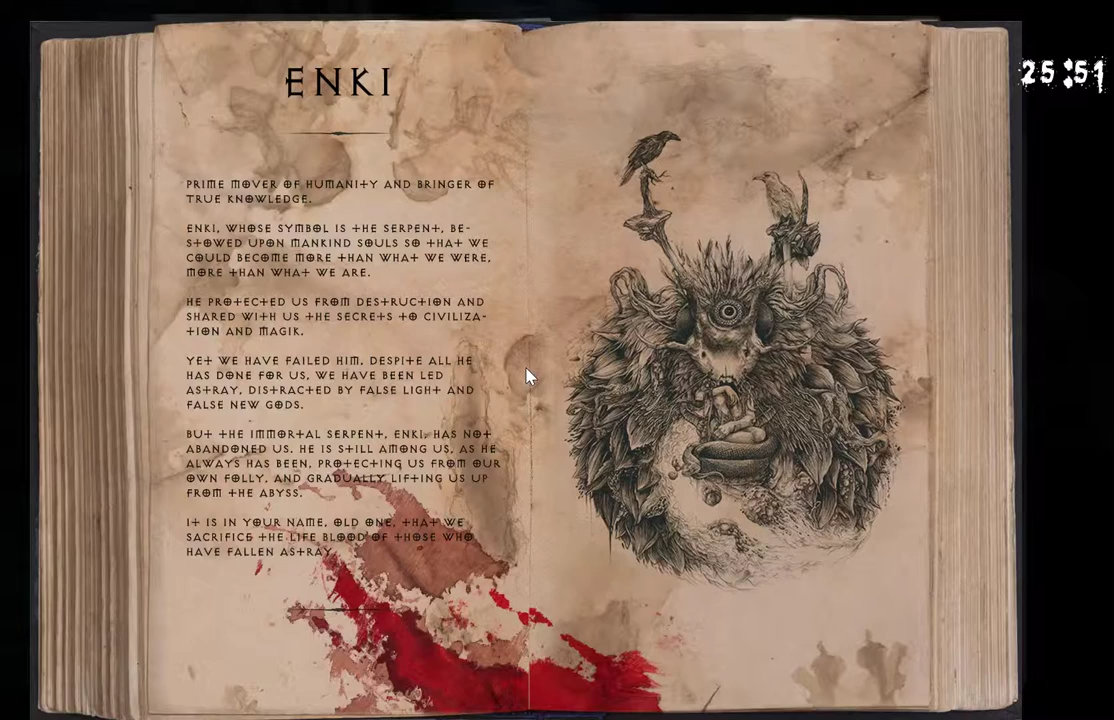 ENKI
25:51
PRIME MOVER OF HUMANITY AND BRINGER OF
TRUE KNOWLEDGE.
ENKI, WHOSE SYMBOL IS THE SERPENT, BE-
STOWED UPON MANKIND SOULS SO THAT WE
COULD BECOME MORE THAN WHAT WE WERE,
MORE THAN WHAT WE ARE.
HE PROTECTED US FROM DESTRUCTION AND
SHARED WITH US THE SECRETS TO CIVILIZA-
TION AND MAGIK.
YET WE HAVE FAILED HIM, DESPITE ALL HE
HAS DONE FOR US, WE HAVE BEEN LED
ASTRAY, DISTRACTED BY FALSE LIGHT AND
FALSE NEW GODS.
BUT THE IMMORTAL SERPENT, ENKI, HAS NOT
ABANDONED US. HE IS STILL AMONG US, AS HE
ALWAYS HAS BEEN, PROTECTING US FROM OUR
OWN FOLLY, AND GRADUALLY LIFTING US UP
FROM THE ABYSS.
IT IS IN YOUR NAME, OLD ONE, THAT WE
SACRIFICE THE LIFE BLOOD OF THOSE WHO
HAVE FALLEN ASTRAY.